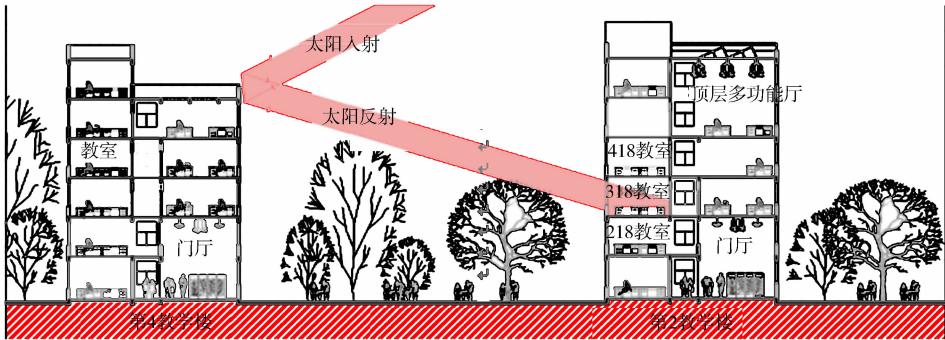 太阳入射
太阳反射
教室
门厅
第4教学楼
顶层多功能厅
418教室
318教室
218教室
门厅
第2教学楼